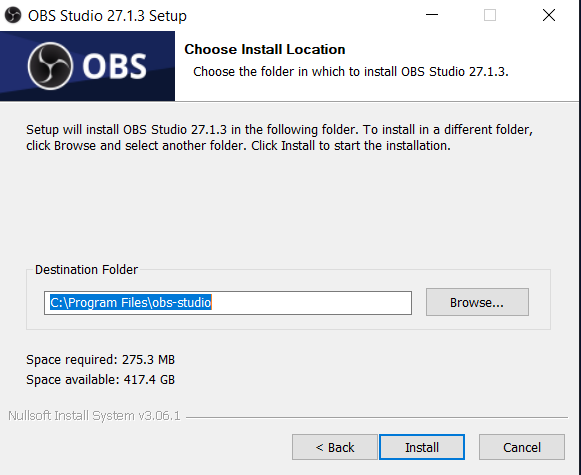 OBS Studio 27.1.3 Setup
OBS
Choose Install Location
Choose the folder in which to install OBS Studio 27.1.3.
Setup will install OBS Studio 27.1.3 in the following folder. To install in a different folder,
click Browse and select another folder. Click Install to start the installation.
Destination Folder
C:\Program Files\obs-studio
Browse...
Space required: 275.3 MB
Space available: 417.4 GB
Nullsoft Install System v3.06.1
< Back
Install
Cancel